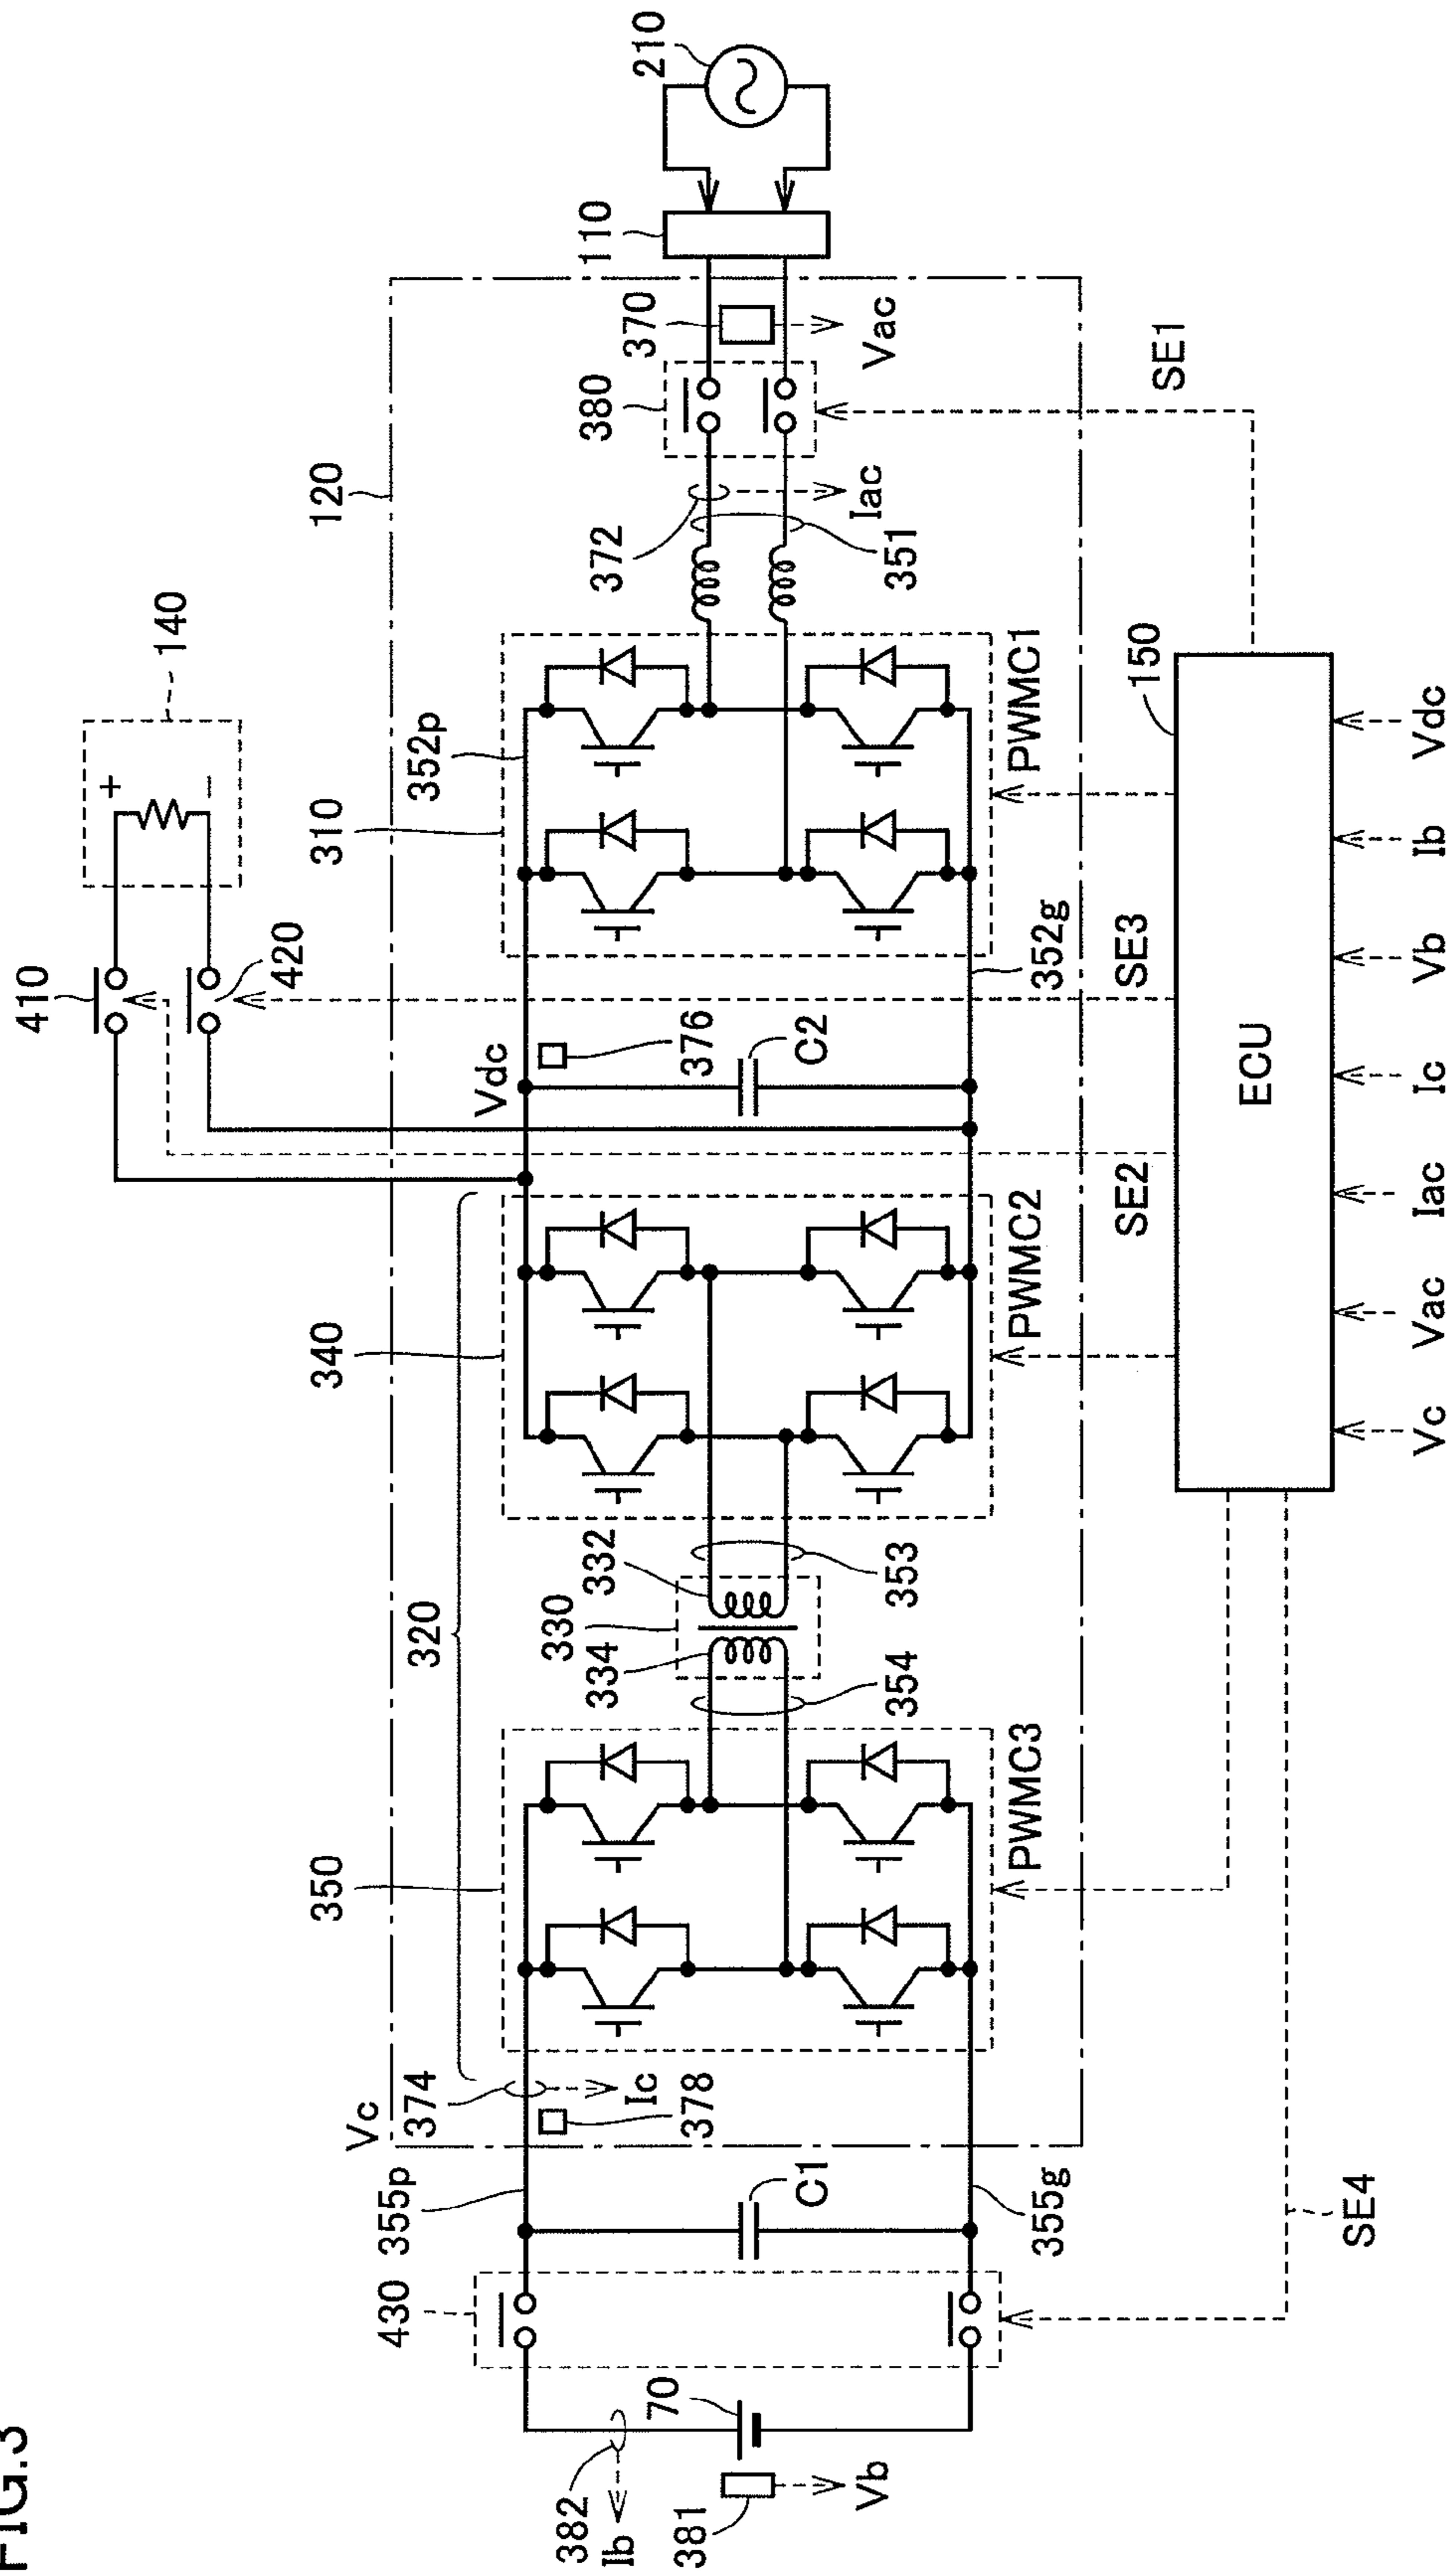 FIG.3
140
+
−
410
420
120
320
352p
310
340
350
Vdc
376
C2
352g
Vc
374
Ic
378
355p
C1
355g
430
382
Ib
70
381
Vb
330
332
334
353
354
372
Iac
351
380
370
Vac
110
210
PWMC1
PWMC2
PWMC3
SE1
SE2
SE3
SE4
150
ECU
Vc
Vac
Iac
Ic
Vb
Ib
Vdc